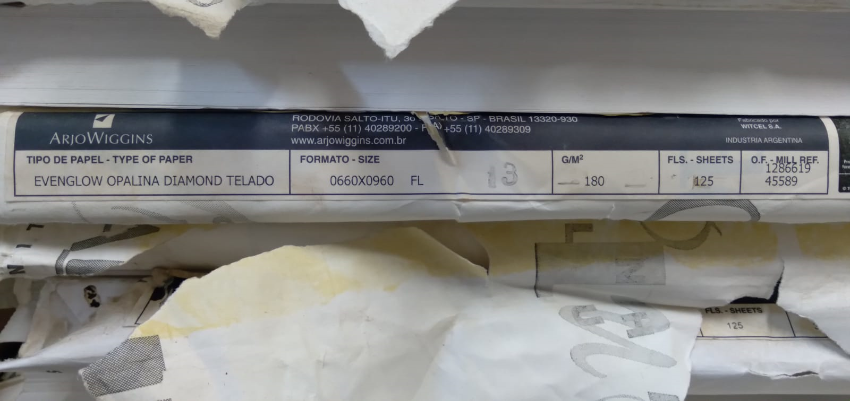 ARJOWIGGINS
RODOVIA SALTO-ITU, 30 - SP - BRASIL 13320-930
PABX +55 (11) 40289200 - +55 (11) 40289309
www.arjowiggins.com.br
Fabricado por
WITCEL S.A.
INDUSTRIA ARGENTINA
TIPO DE PAPEL - TYPE OF PAPER
EVENGLOW OPALINA DIAMOND TELADO
FORMATO - SIZE
0660X0960 FL
13
G/M²
180
FLS. - SHEETS
125
O.F. - MILL REF.
1286619
45589
FLS. - SHEETS
125